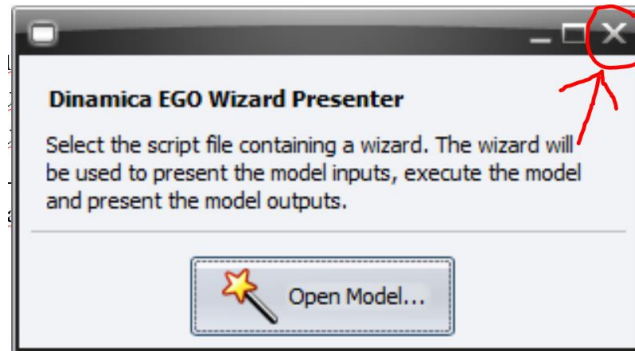 Dinamica EGO Wizard Presenter
Select the script file containing a wizard. The wizard will
be used to present the model inputs, execute the model
and present the model outputs.
Open Model...